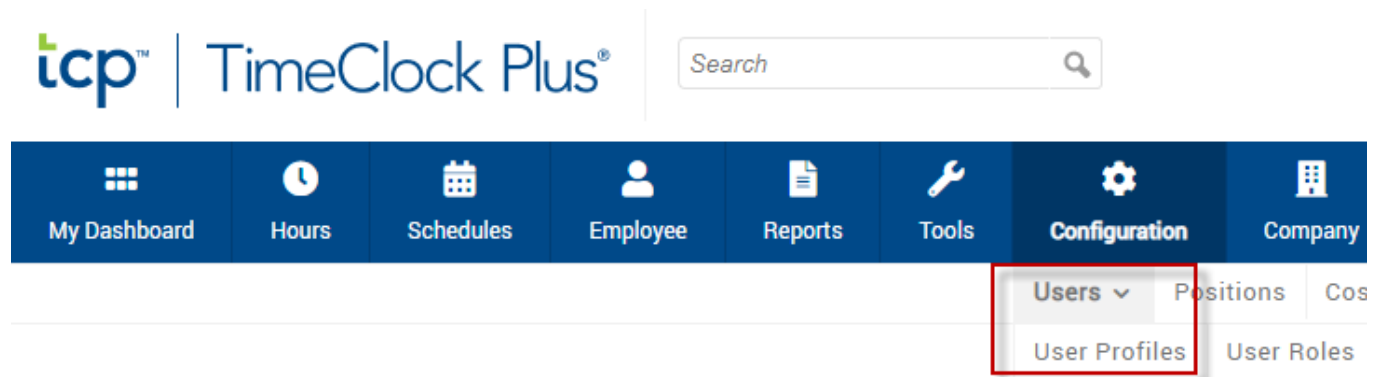 tcp™ TimeClock Plus® Search
My Dashboard Hours Schedules Employee Reports Tools Configuration Company
Users Positions Cos
User Profiles User Roles